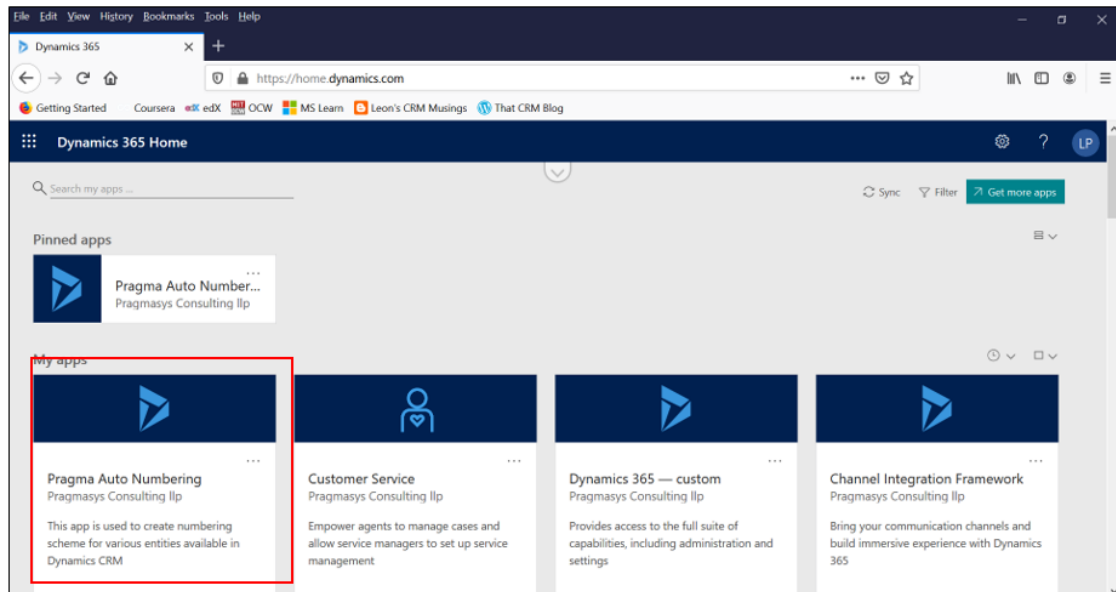 File Edit View History Bookmarks Tools Help
Dynamics 365
https://home.dynamics.com
Getting Started Coursera edX edX MIT OCW MS Learn Leon's CRM Musings That CRM Blog
Dynamics 365 Home ? LP
Search my apps ... Sync Filter Get more apps
Pinned apps
Pragma Auto Number...
Pragmasys Consulting llp
My apps
Pragma Auto Numbering
Pragmasys Consulting llp
This app is used to create numbering
scheme for various entities available in
Dynamics CRM
Customer Service
Pragmasys Consulting llp
Empower agents to manage cases and
allow service managers to set up service
management
Dynamics 365 — custom
Pragmasys Consulting llp
Provides access to the full suite of
capabilities, including administration and
settings
Channel Integration Framework
Pragmasys Consulting llp
Bring your communication channels and
build immersive experience with Dynamics
365